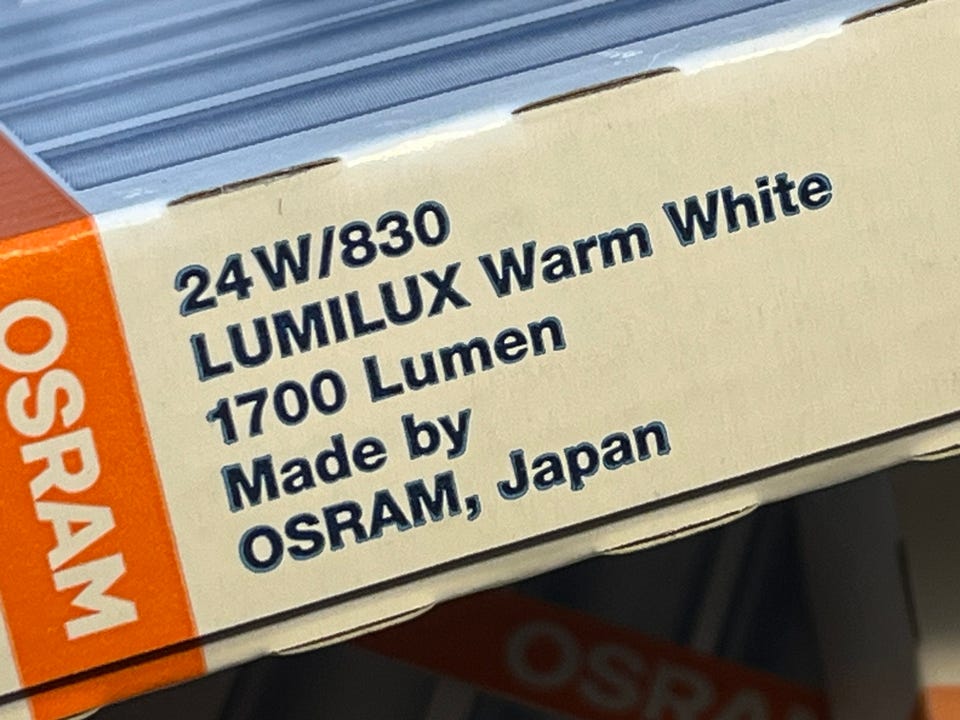 24W/830
LUMILUX Warm White
1700 Lumen
Made by
OSRAM, Japan
OSRAM
OSRAM